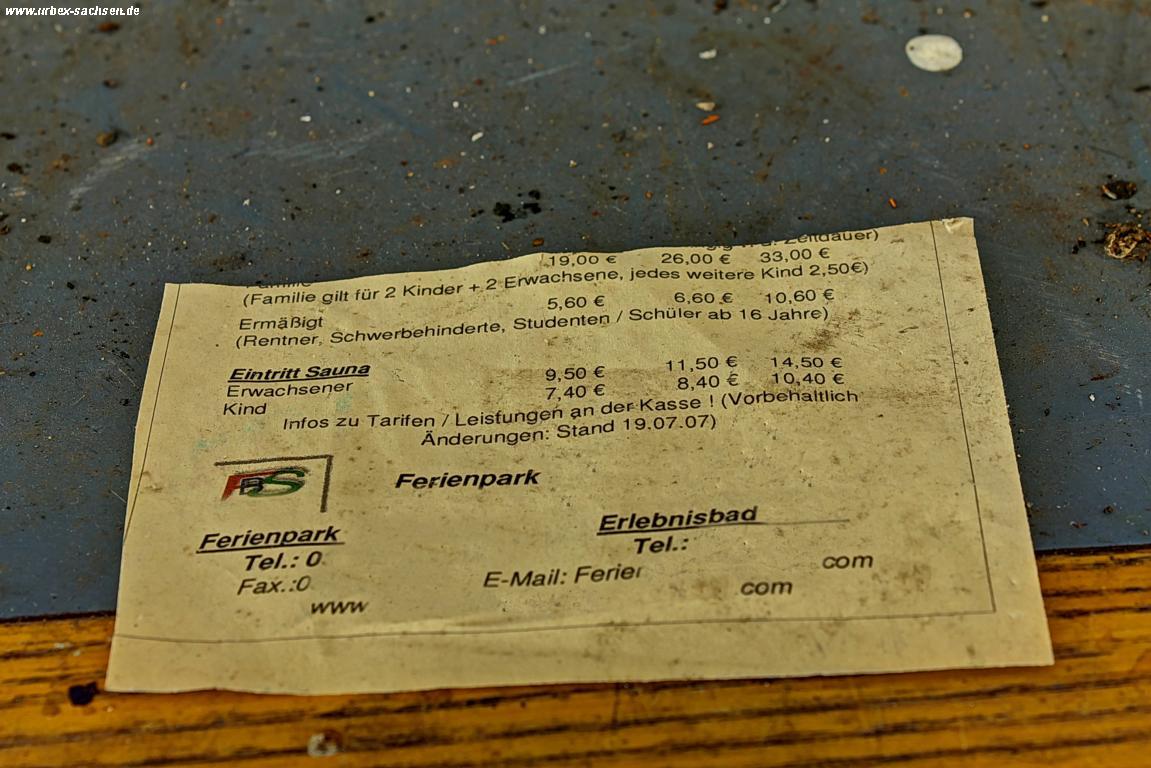 www.urbex-sachsen.de
Zeitdauer)
19,00 € 26,00 € 33,00 €
(Familie gilt für 2 Kinder + 2 Erwachsene, jedes weitere Kind 2,50€)
Ermäßigt 5,60 € 6,60 € 10,60 €
(Rentner, Schwerbehinderte, Studenten / Schüler ab 16 Jahre)
Eintritt Sauna
Erwachsener 9,50 € 11,50 € 14,50 €
Kind 7,40 € 8,40 € 10,40 €
Infos zu Tarifen / Leistungen an der Kasse ! (Vorbehaltlich
Änderungen: Stand 19.07.07)
FBS
Ferienpark
Ferienpark Erlebnisbad
Tel.: 0 Tel.:
Fax.:0 E-Mail: Ferier com
www com